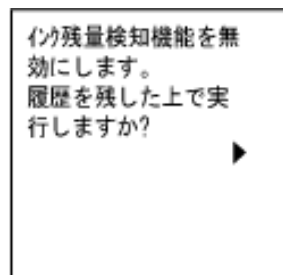 ｲﾝｸ残量検知機能を無
効にします。
履歴を残した上で実
行しますか?